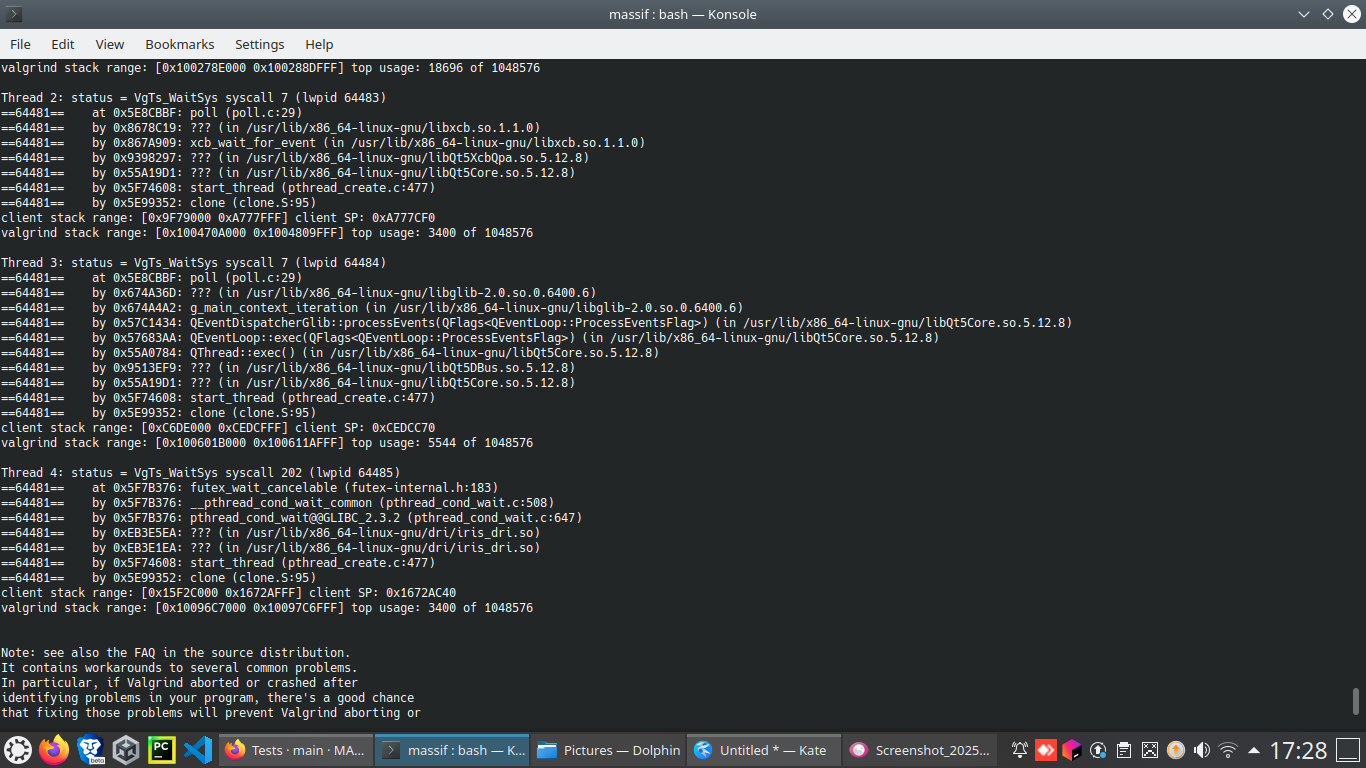 massif : bash — Konsole
File Edit View Bookmarks Settings Help
valgrind stack range: [0x100278E000 0x100288DFFF] top usage: 18696 of 1048576
Thread 2: status = VgTs_WaitSys syscall 7 (lwpid 64483)
==64481==    at 0x5E8CBBF: poll (poll.c:29)
==64481==    by 0x8678C19: ??? (in /usr/lib/x86_64-linux-gnu/libxcb.so.1.1.0)
==64481==    by 0x867A909: xcb_wait_for_event (in /usr/lib/x86_64-linux-gnu/libxcb.so.1.1.0)
==64481==    by 0x9398297: ??? (in /usr/lib/x86_64-linux-gnu/libQt5XcbQpa.so.5.12.8)
==64481==    by 0x55A19D1: ??? (in /usr/lib/x86_64-linux-gnu/libQt5Core.so.5.12.8)
==64481==    by 0x5F74608: start_thread (pthread_create.c:477)
==64481==    by 0x5E99352: clone (clone.S:95)
client stack range: [0x9F79000 0xA777FFF] client SP: 0xA777CF0
valgrind stack range: [0x100470A000 0x1004809FFF] top usage: 3400 of 1048576
Thread 3: status = VgTs_WaitSys syscall 7 (lwpid 64484)
==64481==    at 0x5E8CBBF: poll (poll.c:29)
==64481==    by 0x674A36D: ??? (in /usr/lib/x86_64-linux-gnu/libglib-2.0.so.0.6400.6)
==64481==    by 0x674A4A2: g_main_context_iteration (in /usr/lib/x86_64-linux-gnu/libglib-2.0.so.0.6400.6)
==64481==    by 0x57C1434: QEventDispatcherGlib::processEvents(QFlags<QEventLoop::ProcessEventsFlag>) (in /usr/lib/x86_64-linux-gnu/libQt5Core.so.5.12.8)
==64481==    by 0x57683AA: QEventLoop::exec(QFlags<QEventLoop::ProcessEventsFlag>) (in /usr/lib/x86_64-linux-gnu/libQt5Core.so.5.12.8)
==64481==    by 0x55A0784: QThread::exec() (in /usr/lib/x86_64-linux-gnu/libQt5Core.so.5.12.8)
==64481==    by 0x9513EF9: ??? (in /usr/lib/x86_64-linux-gnu/libQt5DBus.so.5.12.8)
==64481==    by 0x55A19D1: ??? (in /usr/lib/x86_64-linux-gnu/libQt5Core.so.5.12.8)
==64481==    by 0x5F74608: start_thread (pthread_create.c:477)
==64481==    by 0x5E99352: clone (clone.S:95)
client stack range: [0xC6DE000 0xCEDCFFF] client SP: 0xCEDCC70
valgrind stack range: [0x100601B000 0x100611AFFF] top usage: 5544 of 1048576
Thread 4: status = VgTs_WaitSys syscall 202 (lwpid 64485)
==64481==    at 0x5F7B376: futex_wait_cancelable (futex-internal.h:183)
==64481==    by 0x5F7B376: __pthread_cond_wait_common (pthread_cond_wait.c:508)
==64481==    by 0x5F7B376: pthread_cond_wait@@GLIBC_2.3.2 (pthread_cond_wait.c:647)
==64481==    by 0xEB3E5EA: ??? (in /usr/lib/x86_64-linux-gnu/dri/iris_dri.so)
==64481==    by 0xEB3E1EA: ??? (in /usr/lib/x86_64-linux-gnu/dri/iris_dri.so)
==64481==    by 0x5F74608: start_thread (pthread_create.c:477)
==64481==    by 0x5E99352: clone (clone.S:95)
client stack range: [0x15F2C000 0x1672AFFF] client SP: 0x1672AC40
valgrind stack range: [0x10096C7000 0x10097C6FFF] top usage: 3400 of 1048576
Note: see also the FAQ in the source distribution.
It contains workarounds to several common problems.
In particular, if Valgrind aborted or crashed after
identifying problems in your program, there's a good chance
that fixing those problems will prevent Valgrind aborting or
beta PC Tests · main · MA... massif : bash — K... Pictures — Dolphin Untitled * — Kate Screenshot_2025... 17:28